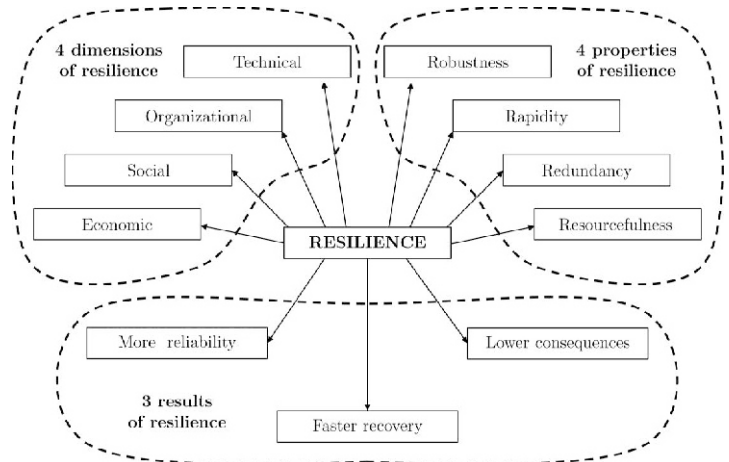 4 dimensions
of resilience
Technical
Organizational
Social
Economic
Robustness
4 properties
of resilience
Rapidity
Redundancy
Resourcefulness
RESILIENCE
More reliability
Lower consequences
3 results
of resilience
Faster recovery